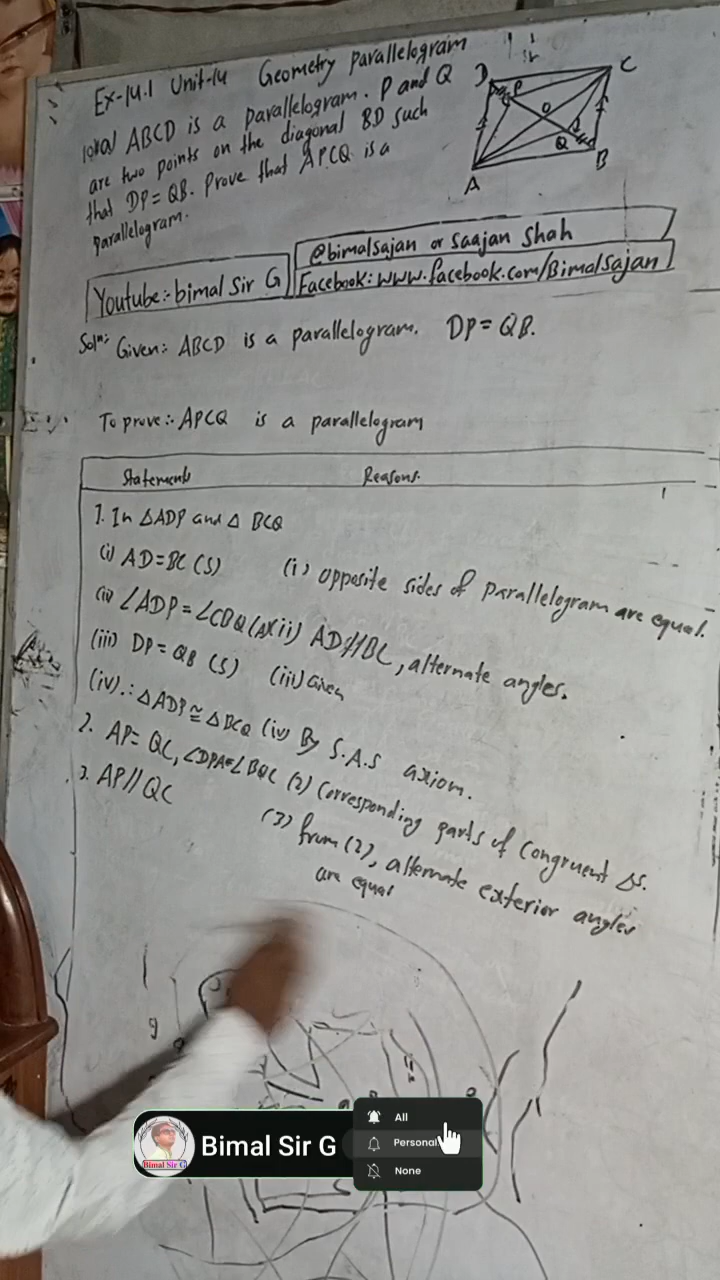 Ex-14.1 Unit-14 Geometry Parallelogram
10(a) ABCD is a parallelogram. P and Q
are two points on the diagonal BD such
that DP = QB. Prove that APCQ is a
parallelogram.
D
P
C
O
Q
B
A
Youtube:- bimal Sir G
@bimalsajan or Saajan Shah
Facebook: www.facebook.com/Bimalsajan
Solⁿ: Given: ABCD is a parallelogram. DP = QB.
To prove:- APCQ is a parallelogram
Statements Reasons.
1. In ΔADP and Δ BCQ
(i) AD=BC (S) (i) opposite sides of parallelogram are equal.
(ii) ∠ADP = ∠CBQ (A) (ii) AD//BC, alternate angles.
(iii) DP = QB (S) (iii) Given
(iv) ∴ ΔADP ≅ ΔBCQ (iv) By S.A.S axiom.
2. AP = QC, ∠DPA=∠BQC (2) Corresponding parts of congruent Δs.
3. AP// QC (3) from (2), alternate exterior angles
are equal
Bimal Sir G
Bimal Sir G
All
Personal
None